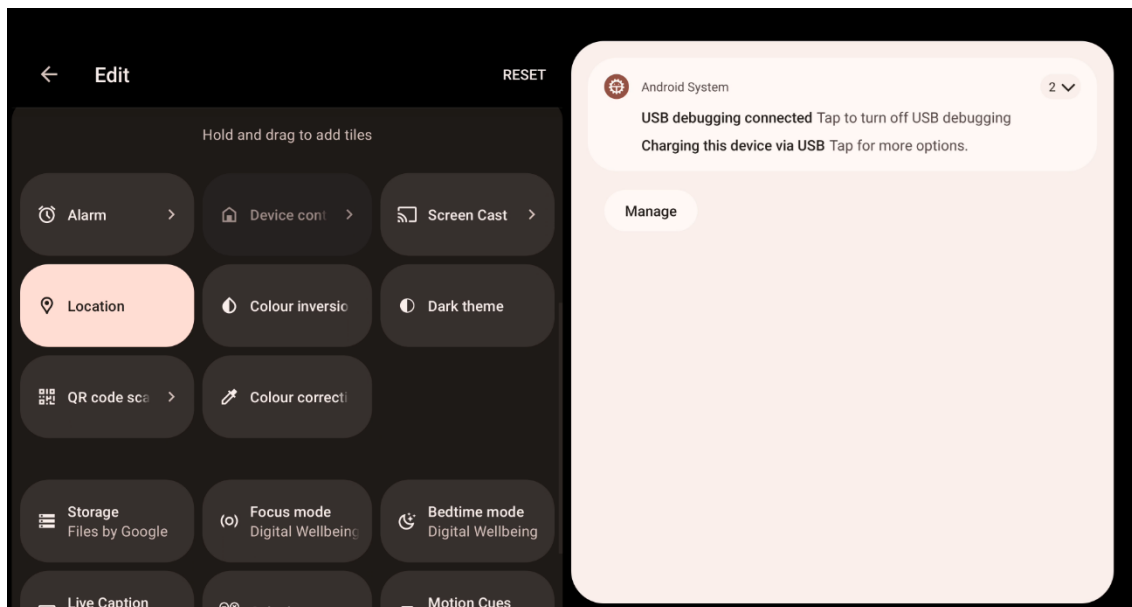 Edit
RESET
Hold and drag to add tiles
Alarm
Device cont
Screen Cast
Location
Colour inversio
Dark theme
QR code sca
Colour correcti
Storage
Files by Google
Focus mode
Digital Wellbeing
Bedtime mode
Digital Wellbeing
Live Caption
Motion Cues
Android System
2
USB debugging connected Tap to turn off USB debugging
Charging this device via USB Tap for more options.
Manage